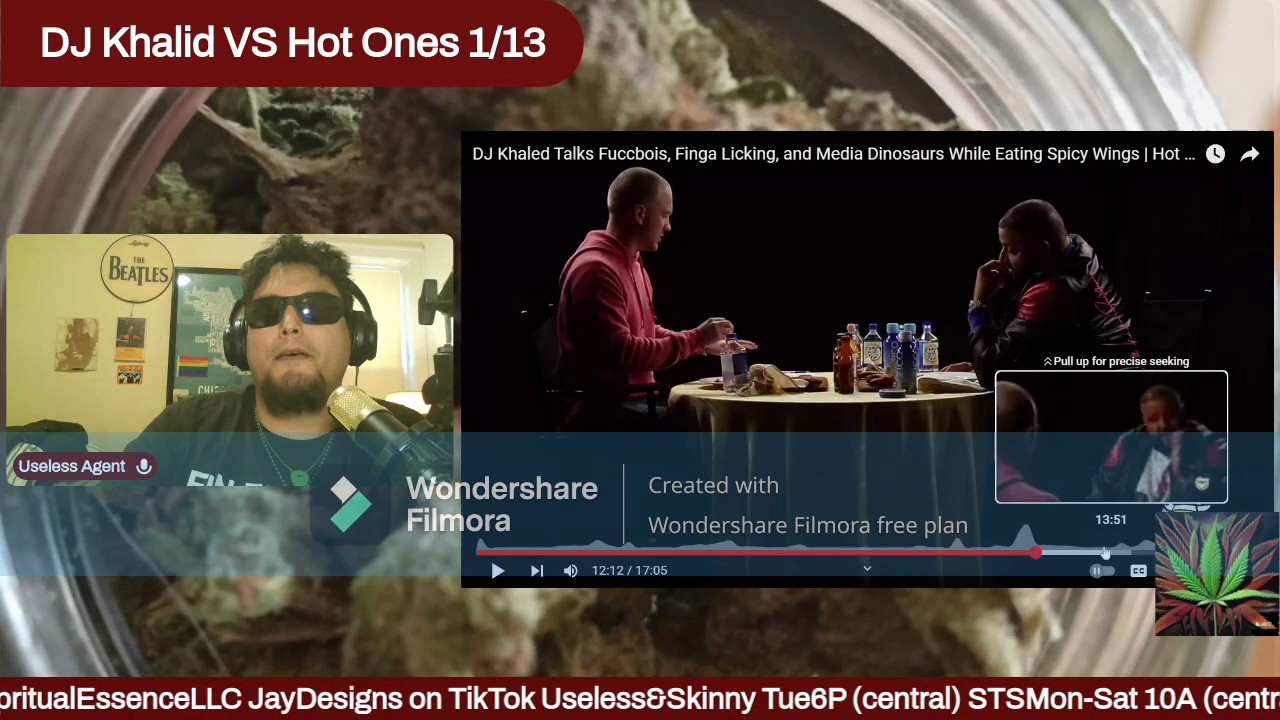 DJ Khalid VS Hot Ones 1/13
DJ Khaled Talks Fuccbois, Finga Licking, and Media Dinosaurs While Eating Spicy Wings | Hot ...
THE
BEATLES
Pull up for precise seeking
Useless Agent
Wondershare
Filmora
Created with
Wondershare Filmora free plan
13:51
12:12 / 17:05
CC
pritualEssenceLLC JayDesigns on TikTok Useless&Skinny Tue6P (central) STSMon-Sat 10A (centr